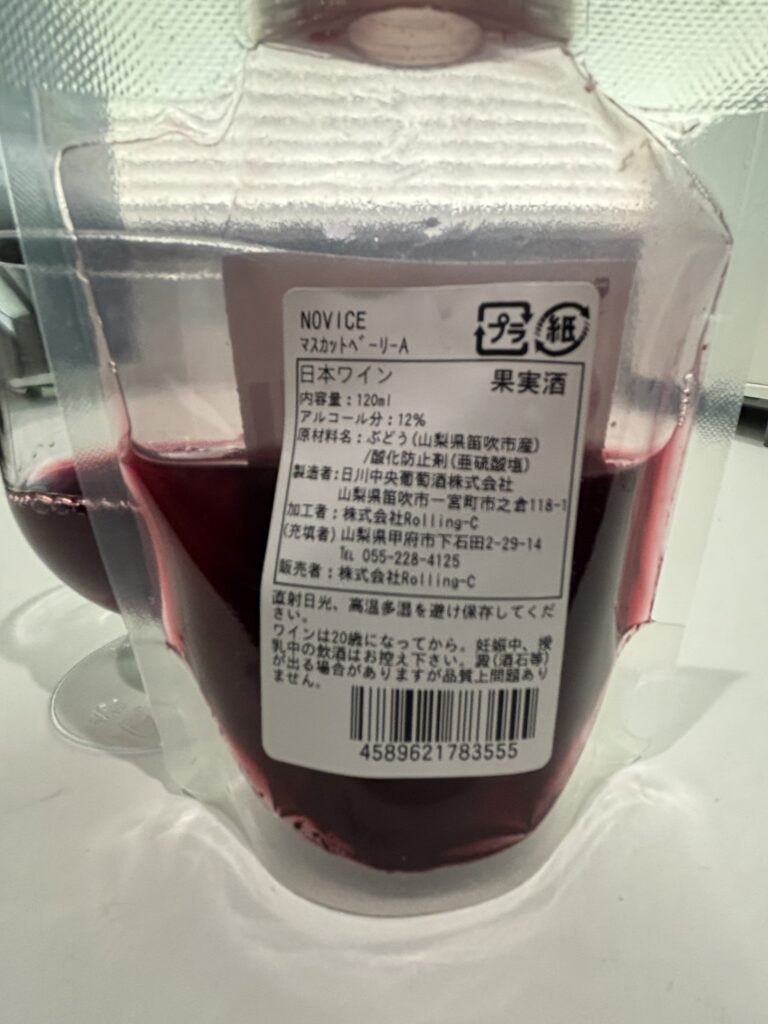 NOVICE
マスカットベーリーA
プラ
紙
日本ワイン 果実酒
内容量：120ml
アルコール分：12%
原材料名：ぶどう(山梨県笛吹市産)
/酸化防止剤(亜硫酸塩)
製造者：日川中央葡萄酒株式会社
山梨県笛吹市一宮町市之倉118-1
加工者：株式会社Rolling-C
(充填者)山梨県甲府市下石田2-29-14
℡ 055-228-4125
販売者：株式会社Rolling-C
直射日光、高温多湿を避け保存してくだ
さい。
ワインは20歳になってから。妊娠中、授
乳中の飲酒はお控え下さい。澱(酒石等)
が出る場合がありますが品質上問題あり
ません。
4589621783555